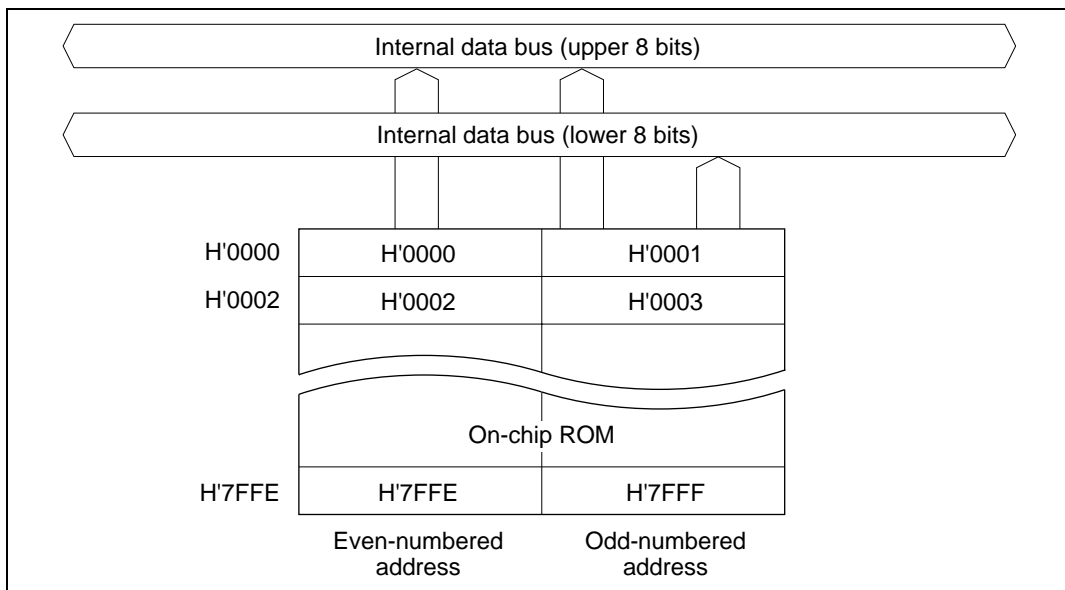 Internal data bus (upper 8 bits)
Internal data bus (lower 8 bits)
H'0000 H'0000 H'0001
H'0002 H'0002 H'0003
On-chip ROM
H'7FFE H'7FFE H'7FFF
Even-numbered address Odd-numbered address